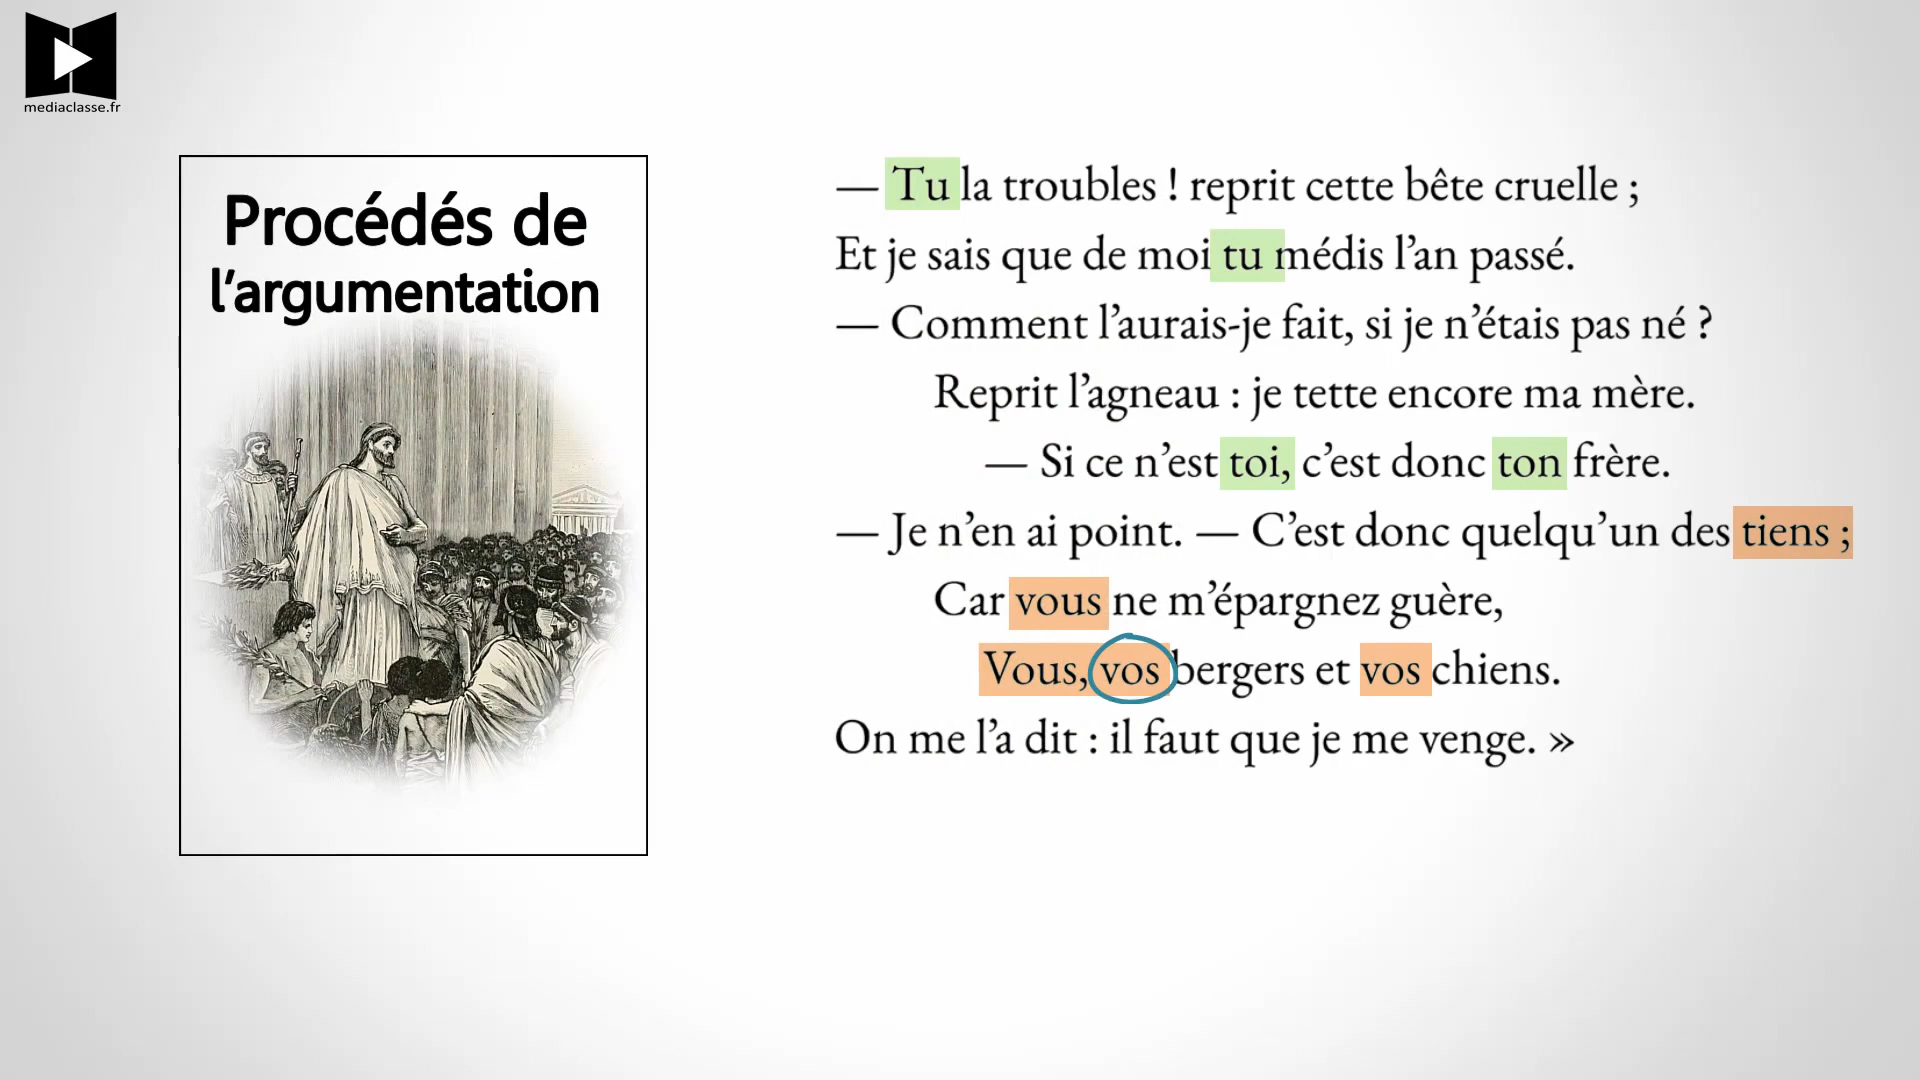 mediaclasse.fr
Procédés de
l’argumentation
— Tu la troubles ! reprit cette bête cruelle ;
Et je sais que de moi tu médis l’an passé.
— Comment l’aurais-je fait, si je n’étais pas né ?
Reprit l’agneau : je tette encore ma mère.
— Si ce n’est toi, c’est donc ton frère.
— Je n’en ai point. — C’est donc quelqu’un des tiens ;
Car vous ne m’épargnez guère,
Vous, vos bergers et vos chiens.
On me l’a dit : il faut que je me venge. »